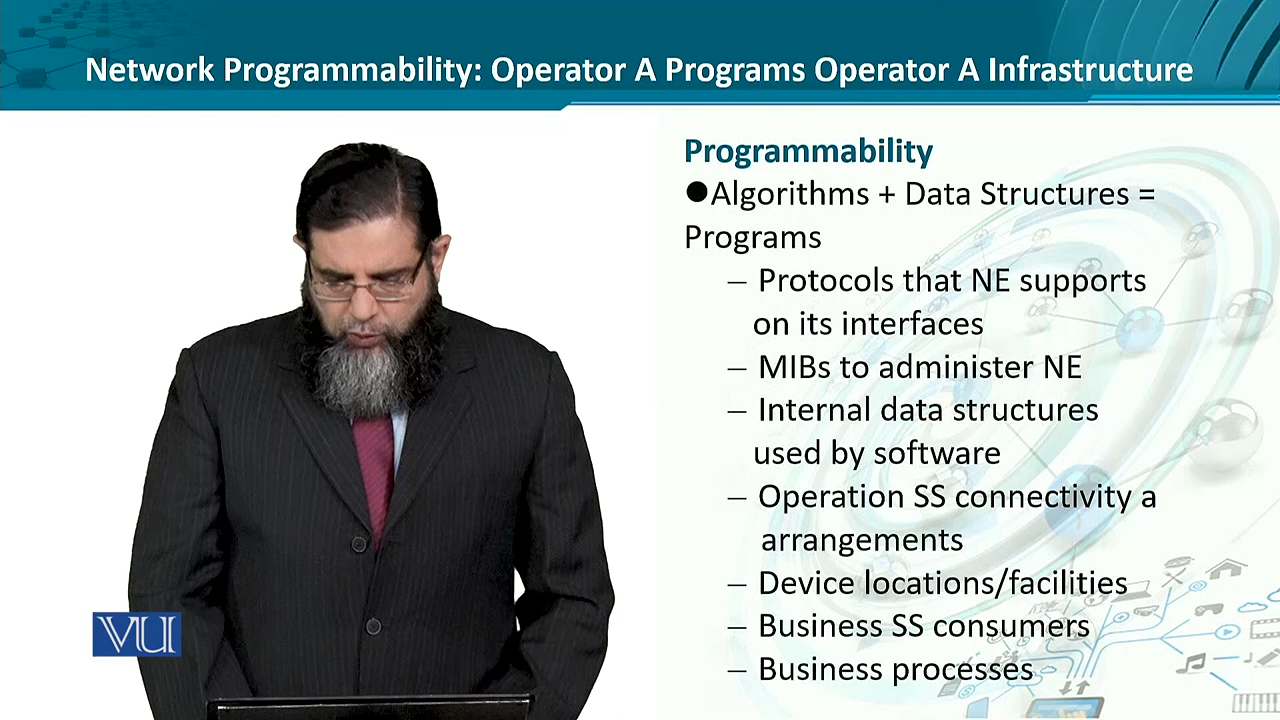 Network Programmability: Operator A Programs Operator A Infrastructure
Programmability
●Algorithms + Data Structures =
Programs
– Protocols that NE supports
on its interfaces
– MIBs to administer NE
– Internal data structures
used by software
– Operation SS connectivity a
arrangements
– Device locations/facilities
– Business SS consumers
– Business processes
VU